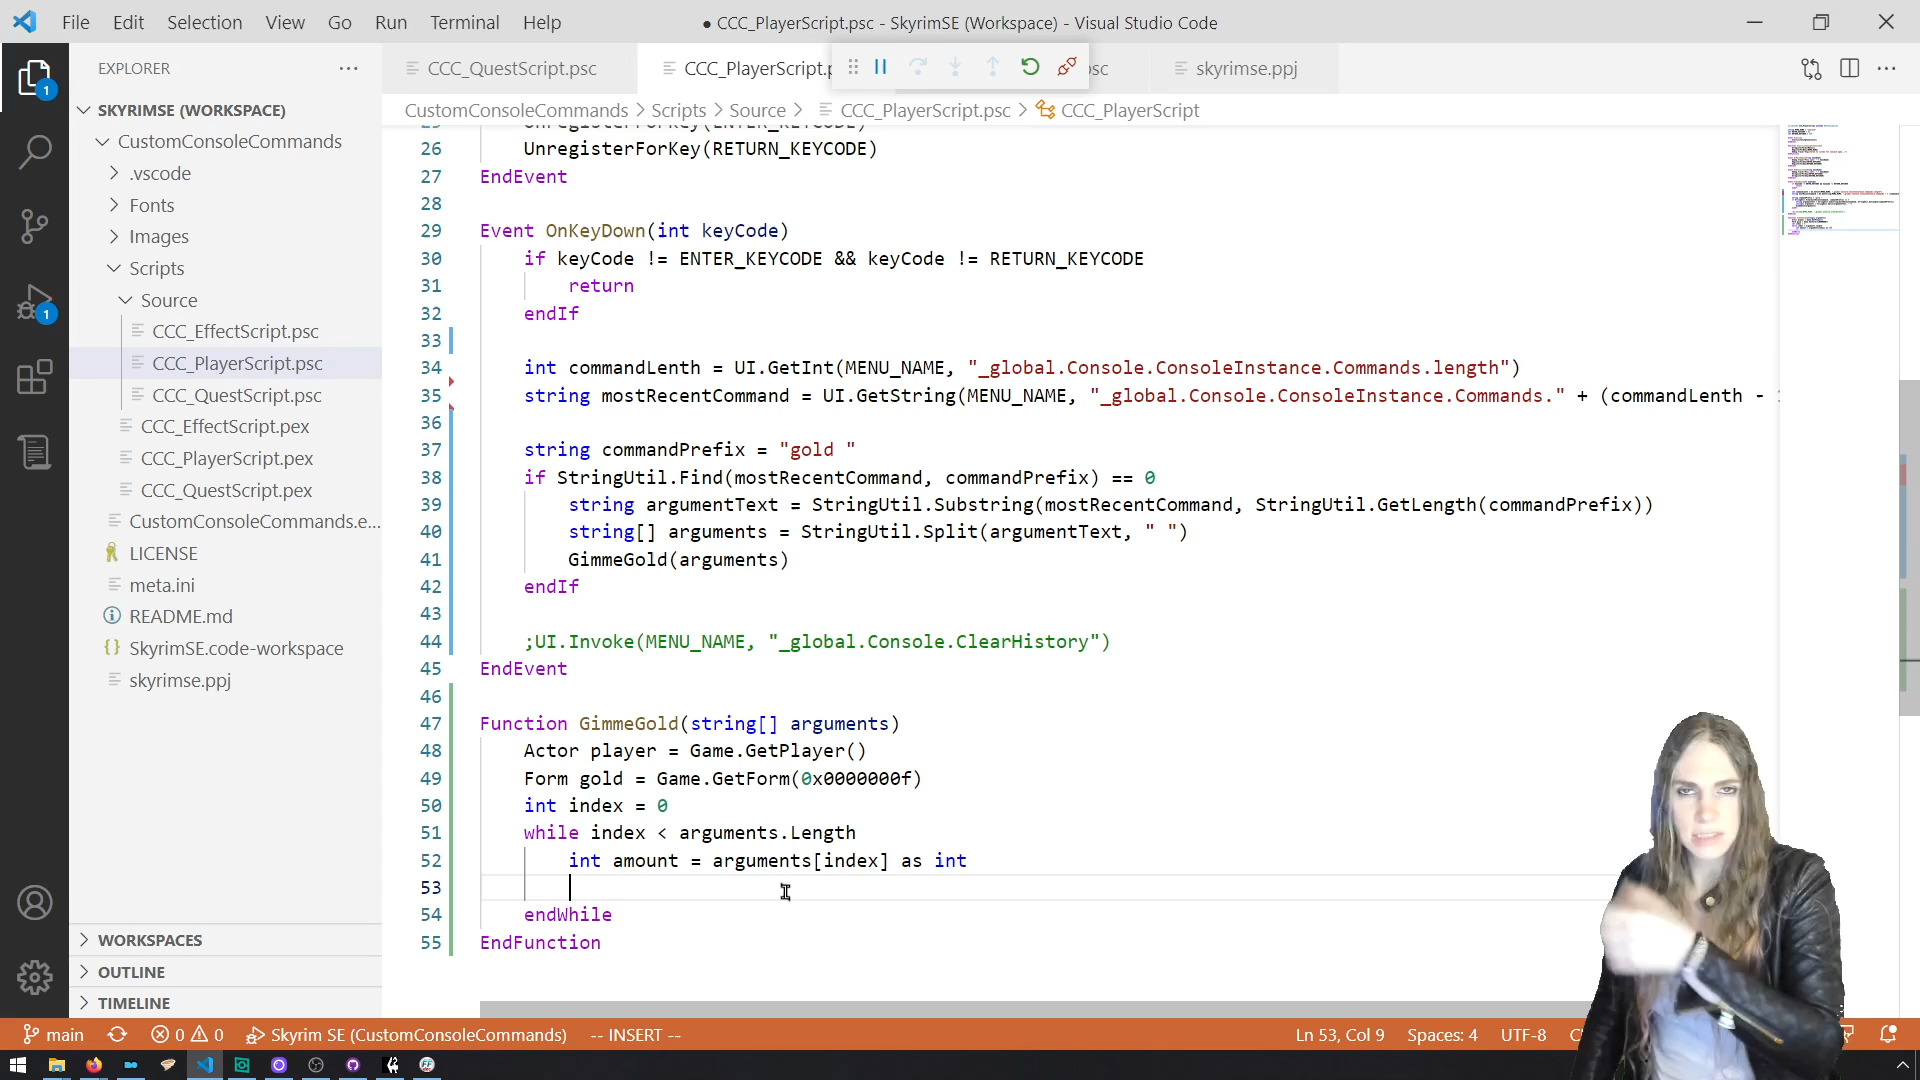 File Edit Selection View Go Run Terminal Help
● CCC_PlayerScript.psc - SkyrimSE (Workspace) - Visual Studio Code
EXPLORER
CCC_QuestScript.psc
CCC_PlayerScript.p
sc
skyrimse.ppj
CustomConsoleCommands > Scripts > Source > CCC_PlayerScript.psc > CCC_PlayerScript
SKYRIMSE (WORKSPACE)
CustomConsoleCommands
.vscode
Fonts
Images
Scripts
Source
CCC_EffectScript.psc
CCC_PlayerScript.psc
CCC_QuestScript.psc
CCC_EffectScript.pex
CCC_PlayerScript.pex
CCC_QuestScript.pex
CustomConsoleCommands.e...
LICENSE
meta.ini
README.md
SkyrimSE.code-workspace
skyrimse.ppj
WORKSPACES
OUTLINE
TIMELINE
1
1
25 UnregisterForKey(ENTER_KEYCODE)
26 UnregisterForKey(RETURN_KEYCODE)
27 EndEvent
28
29 Event OnKeyDown(int keyCode)
30 if keyCode != ENTER_KEYCODE && keyCode != RETURN_KEYCODE
31 return
32 endIf
33
34 int commandLenth = UI.GetInt(MENU_NAME, "_global.Console.ConsoleInstance.Commands.length")
35 string mostRecentCommand = UI.GetString(MENU_NAME, "_global.Console.ConsoleInstance.Commands." + (commandLenth -
36
37 string commandPrefix = "gold "
38 if StringUtil.Find(mostRecentCommand, commandPrefix) == 0
39 string argumentText = StringUtil.Substring(mostRecentCommand, StringUtil.GetLength(commandPrefix))
40 string[] arguments = StringUtil.Split(argumentText, " ")
41 GimmeGold(arguments)
42 endIf
43
44 ;UI.Invoke(MENU_NAME, "_global.Console.ClearHistory")
45 EndEvent
46
47 Function GimmeGold(string[] arguments)
48 Actor player = Game.GetPlayer()
49 Form gold = Game.GetForm(0x0000000f)
50 int index = 0
51 while index < arguments.Length
52 int amount = arguments[index] as int
53
54 endWhile
55 EndFunction
main 0 0 Skyrim SE (CustomConsoleCommands) -- INSERT -- Ln 53, Col 9 Spaces: 4 UTF-8